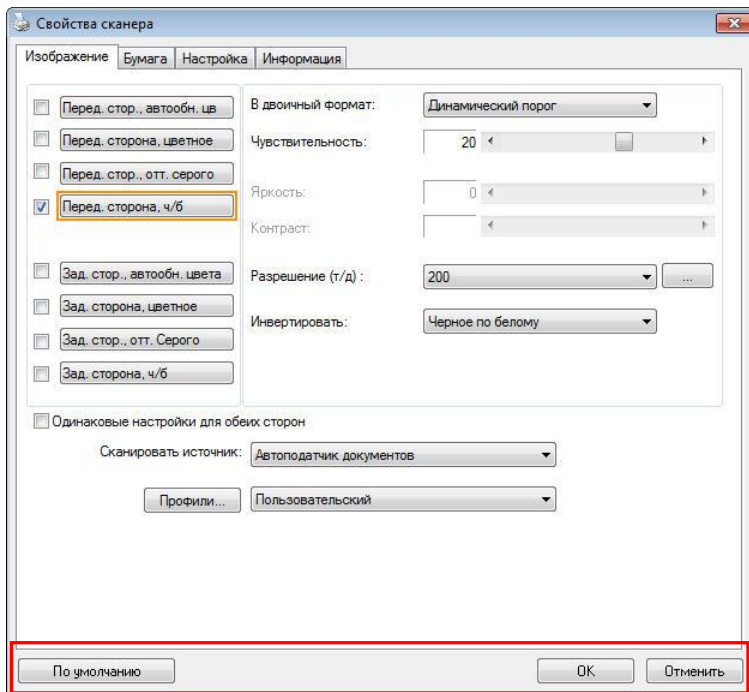 Свойства сканера
Изображение Бумага Настройка Информация
Перед. стор., автообн. цв
Перед. сторона, цветное
Перед. стор., отт. серого
Перед. сторона, ч/б
Зад. стор., автообн. цвета
Зад. сторона, цветное
Зад. стор., отт. Серого
Зад. сторона, ч/б
В двоичный формат: Динамический порог
Чувствительность: 20
Яркость: 0
Контраст:
Разрешение (т/д) : 200 ...
Инвертировать: Черное по белому
Одинаковые настройки для обеих сторон
Сканировать источник: Автоподатчик документов
Профили... Пользовательский
По умолчанию OK Отменить